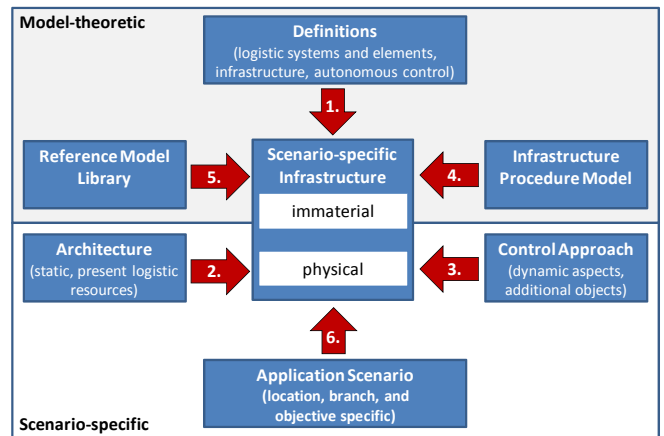 Model-theoretic
Definitions
(logistic systems and elements,
infrastructure, autonomous control)
1.
Reference Model
Library
5.
Scenario-specific
Infrastructure
immaterial
4.
Infrastructure
Procedure Model
Architecture
(static, present logistic
resources)
2.
physical
3.
Control Approach
(dynamic aspects,
additional objects)
6.
Application Scenario
(location, branch, and
objective specific)
Scenario-specific